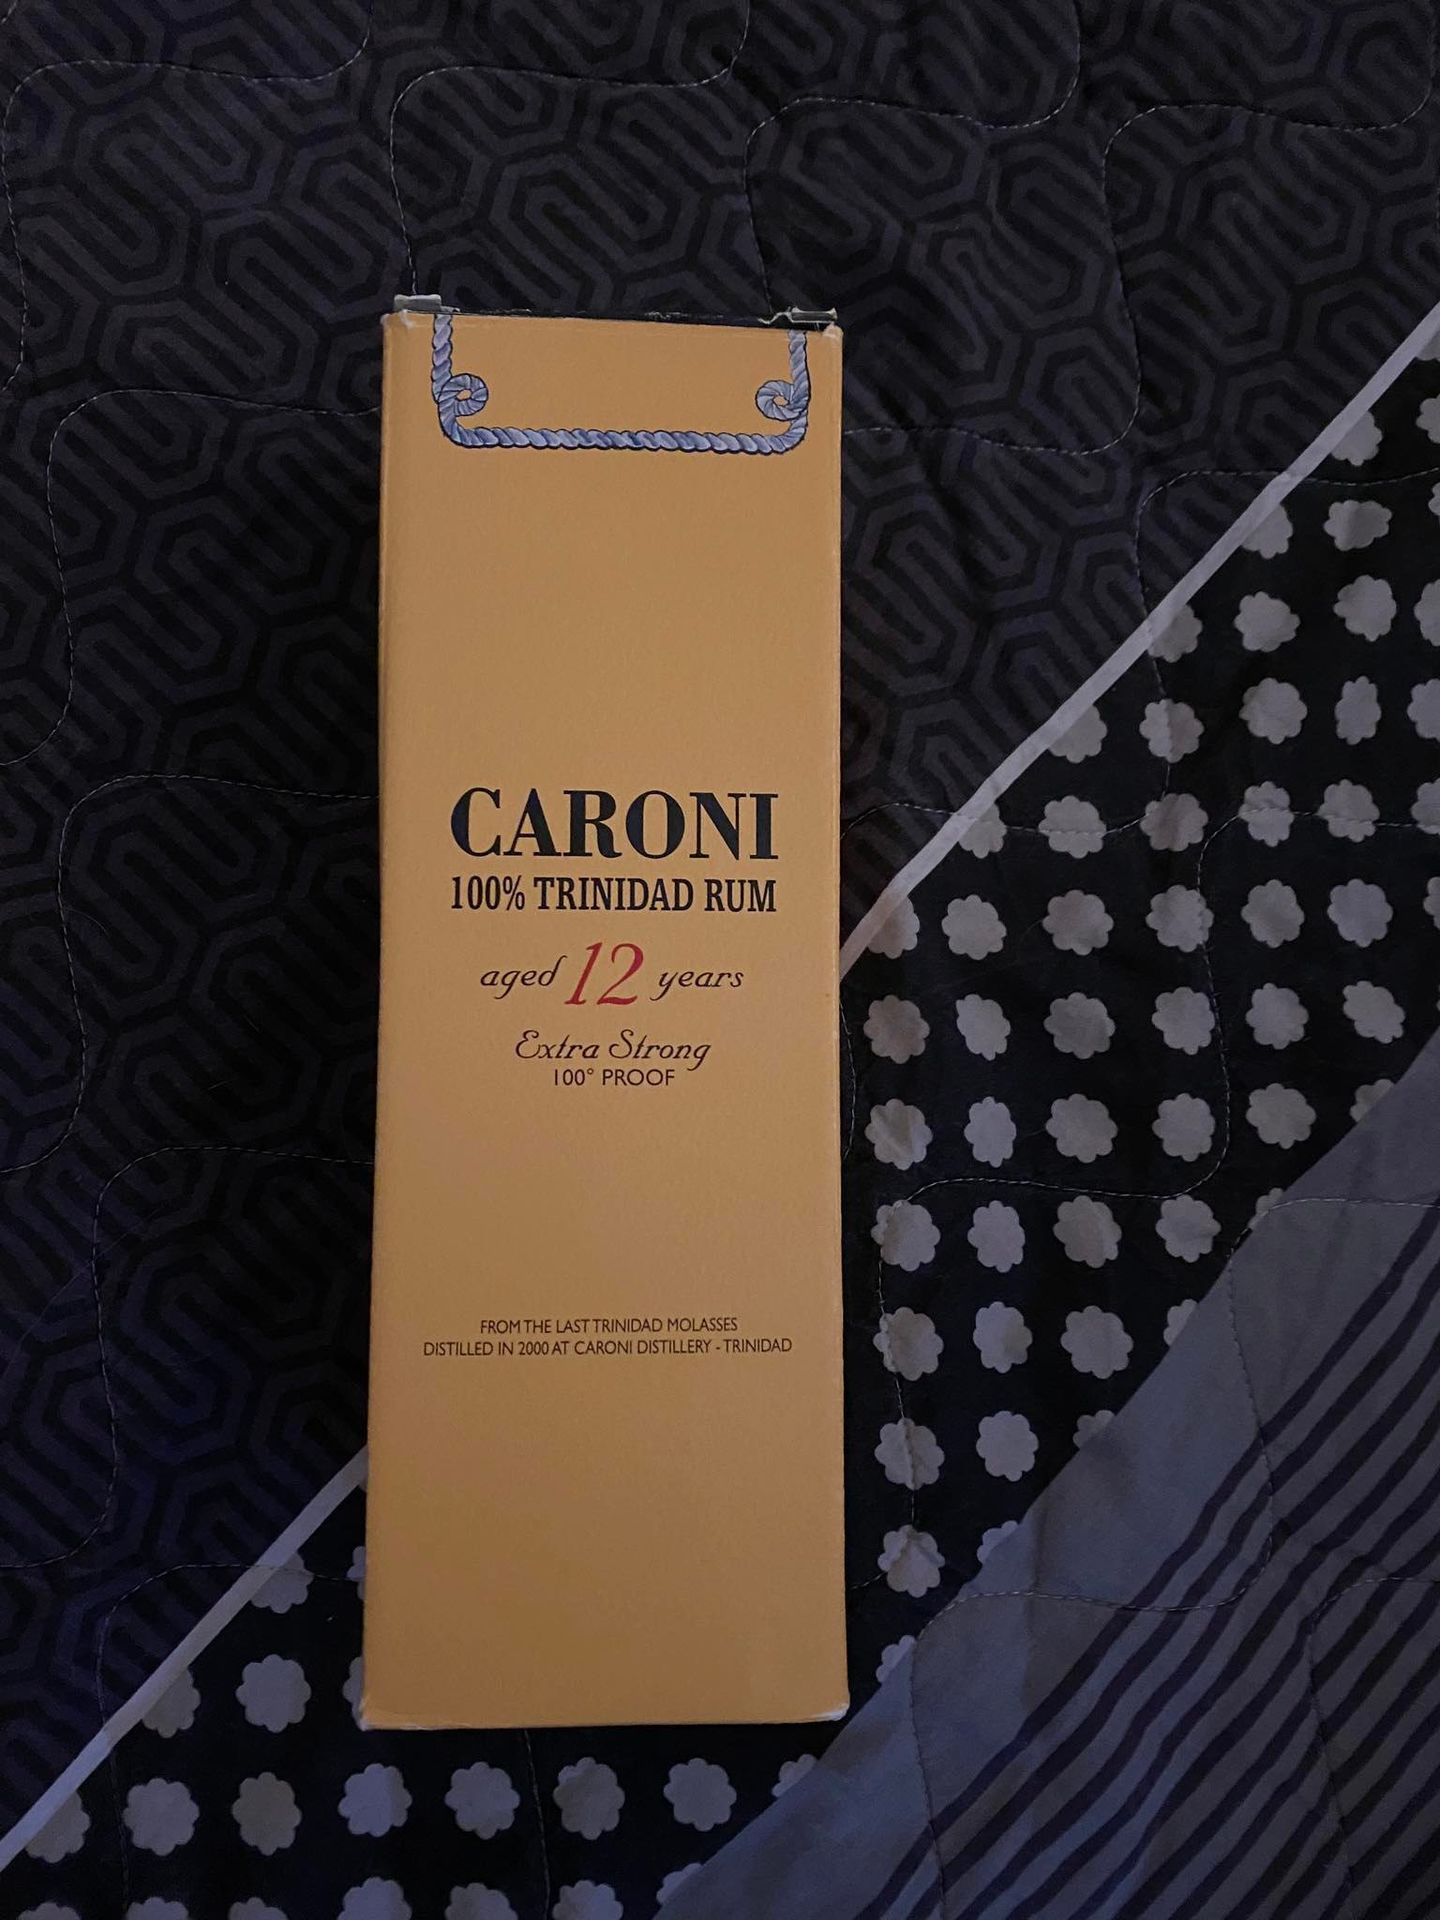 CARONI
100% TRINIDAD RUM
aged 12 years
Extra Strong
100° PROOF
FROM THE LAST TRINIDAD MOLASSES
DISTILLED IN 2000 AT CARONI DISTILLERY - TRINIDAD